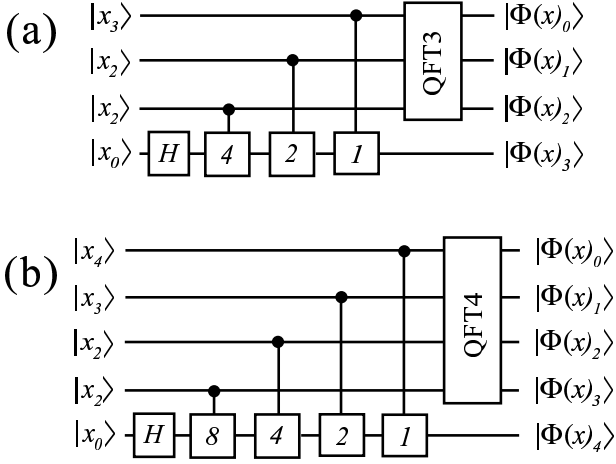 (a)
|x₃⟩ |Φ(x)₀⟩
|x₂⟩ |Φ(x)₁⟩
|x₂⟩ |Φ(x)₂⟩
QFT3
|x₀⟩ H 4 2 1 |Φ(x)₃⟩
(b)
|x₄⟩ |Φ(x)₀⟩
|x₃⟩ |Φ(x)₁⟩
|x₂⟩ |Φ(x)₂⟩
|x₂⟩ |Φ(x)₃⟩
QFT4
|x₀⟩ H 8 4 2 1 |Φ(x)₄⟩